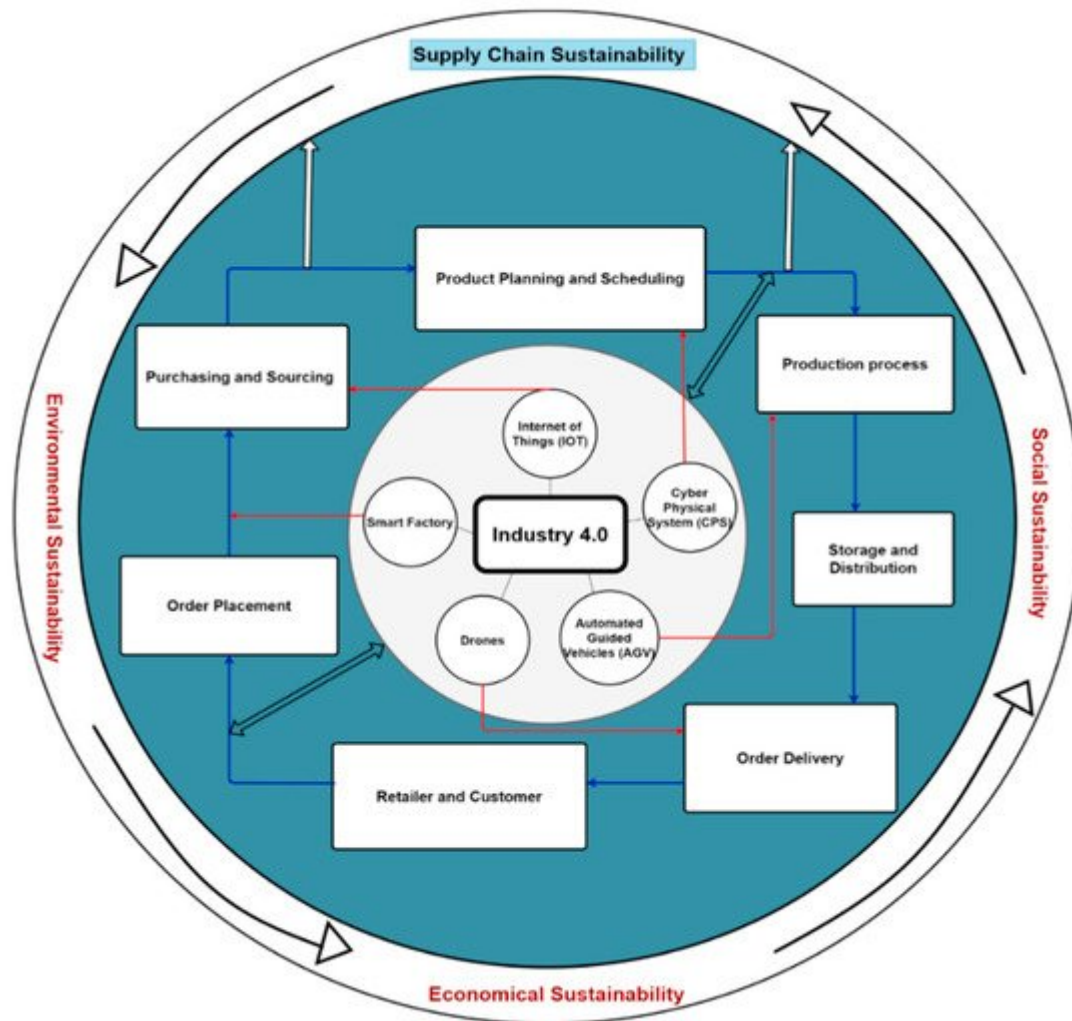 Supply Chain Sustainability
Product Planning and Scheduling
Purchasing and Sourcing
Production process
Environmental Sustainability
Social Sustainability
Internet of
Things (IOT)
Smart Factory
Cyber
Physical
System (CPS)
Industry 4.0
Storage and
Distribution
Order Placement
Drones
Automated
Guided
Vehicles (AGV)
Order Delivery
Retailer and Customer
Economical Sustainability